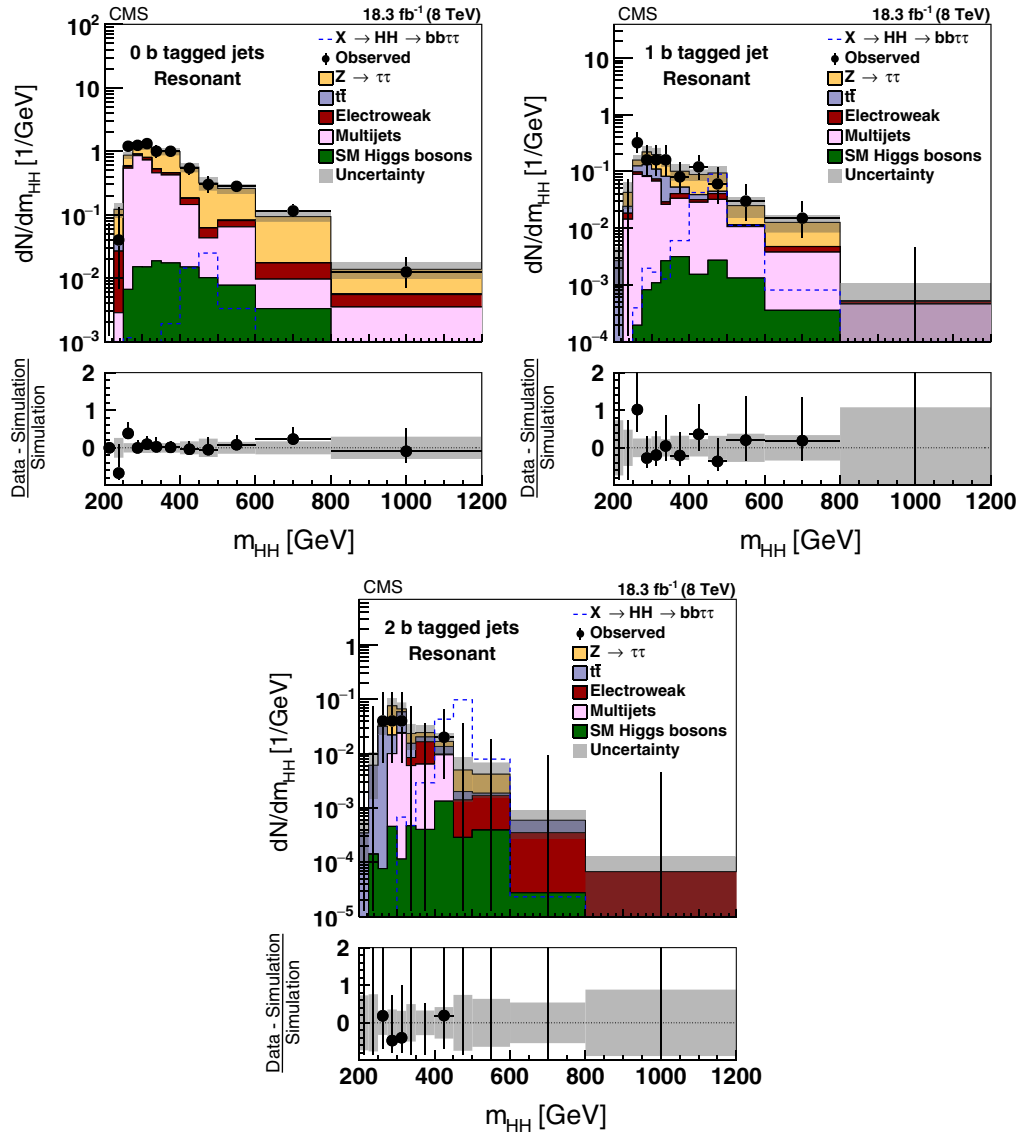 CMS 18.3 fb⁻¹ (8 TeV)
0 b tagged jets
Resonant
X → HH → bbττ
Observed
Z → ττ
tt̄
Electroweak
Multijets
SM Higgs bosons
Uncertainty
dN/dm_HH [1/GeV]
10²
10
1
10⁻¹
10⁻²
10⁻³
Data - Simulation
Simulation
2
1
0
200 400 600 800 1000 1200
m_HH [GeV]
CMS 18.3 fb⁻¹ (8 TeV)
1 b tagged jet
Resonant
X → HH → bbττ
Observed
Z → ττ
tt̄
Electroweak
Multijets
SM Higgs bosons
Uncertainty
dN/dm_HH [1/GeV]
10
1
10⁻¹
10⁻²
10⁻³
10⁻⁴
Data - Simulation
Simulation
2
1
0
200 400 600 800 1000 1200
m_HH [GeV]
CMS 18.3 fb⁻¹ (8 TeV)
2 b tagged jets
Resonant
X → HH → bbττ
Observed
Z → ττ
tt̄
Electroweak
Multijets
SM Higgs bosons
Uncertainty
dN/dm_HH [1/GeV]
1
10⁻¹
10⁻²
10⁻³
10⁻⁴
10⁻⁵
Data - Simulation
Simulation
2
1
0
200 400 600 800 1000 1200
m_HH [GeV]